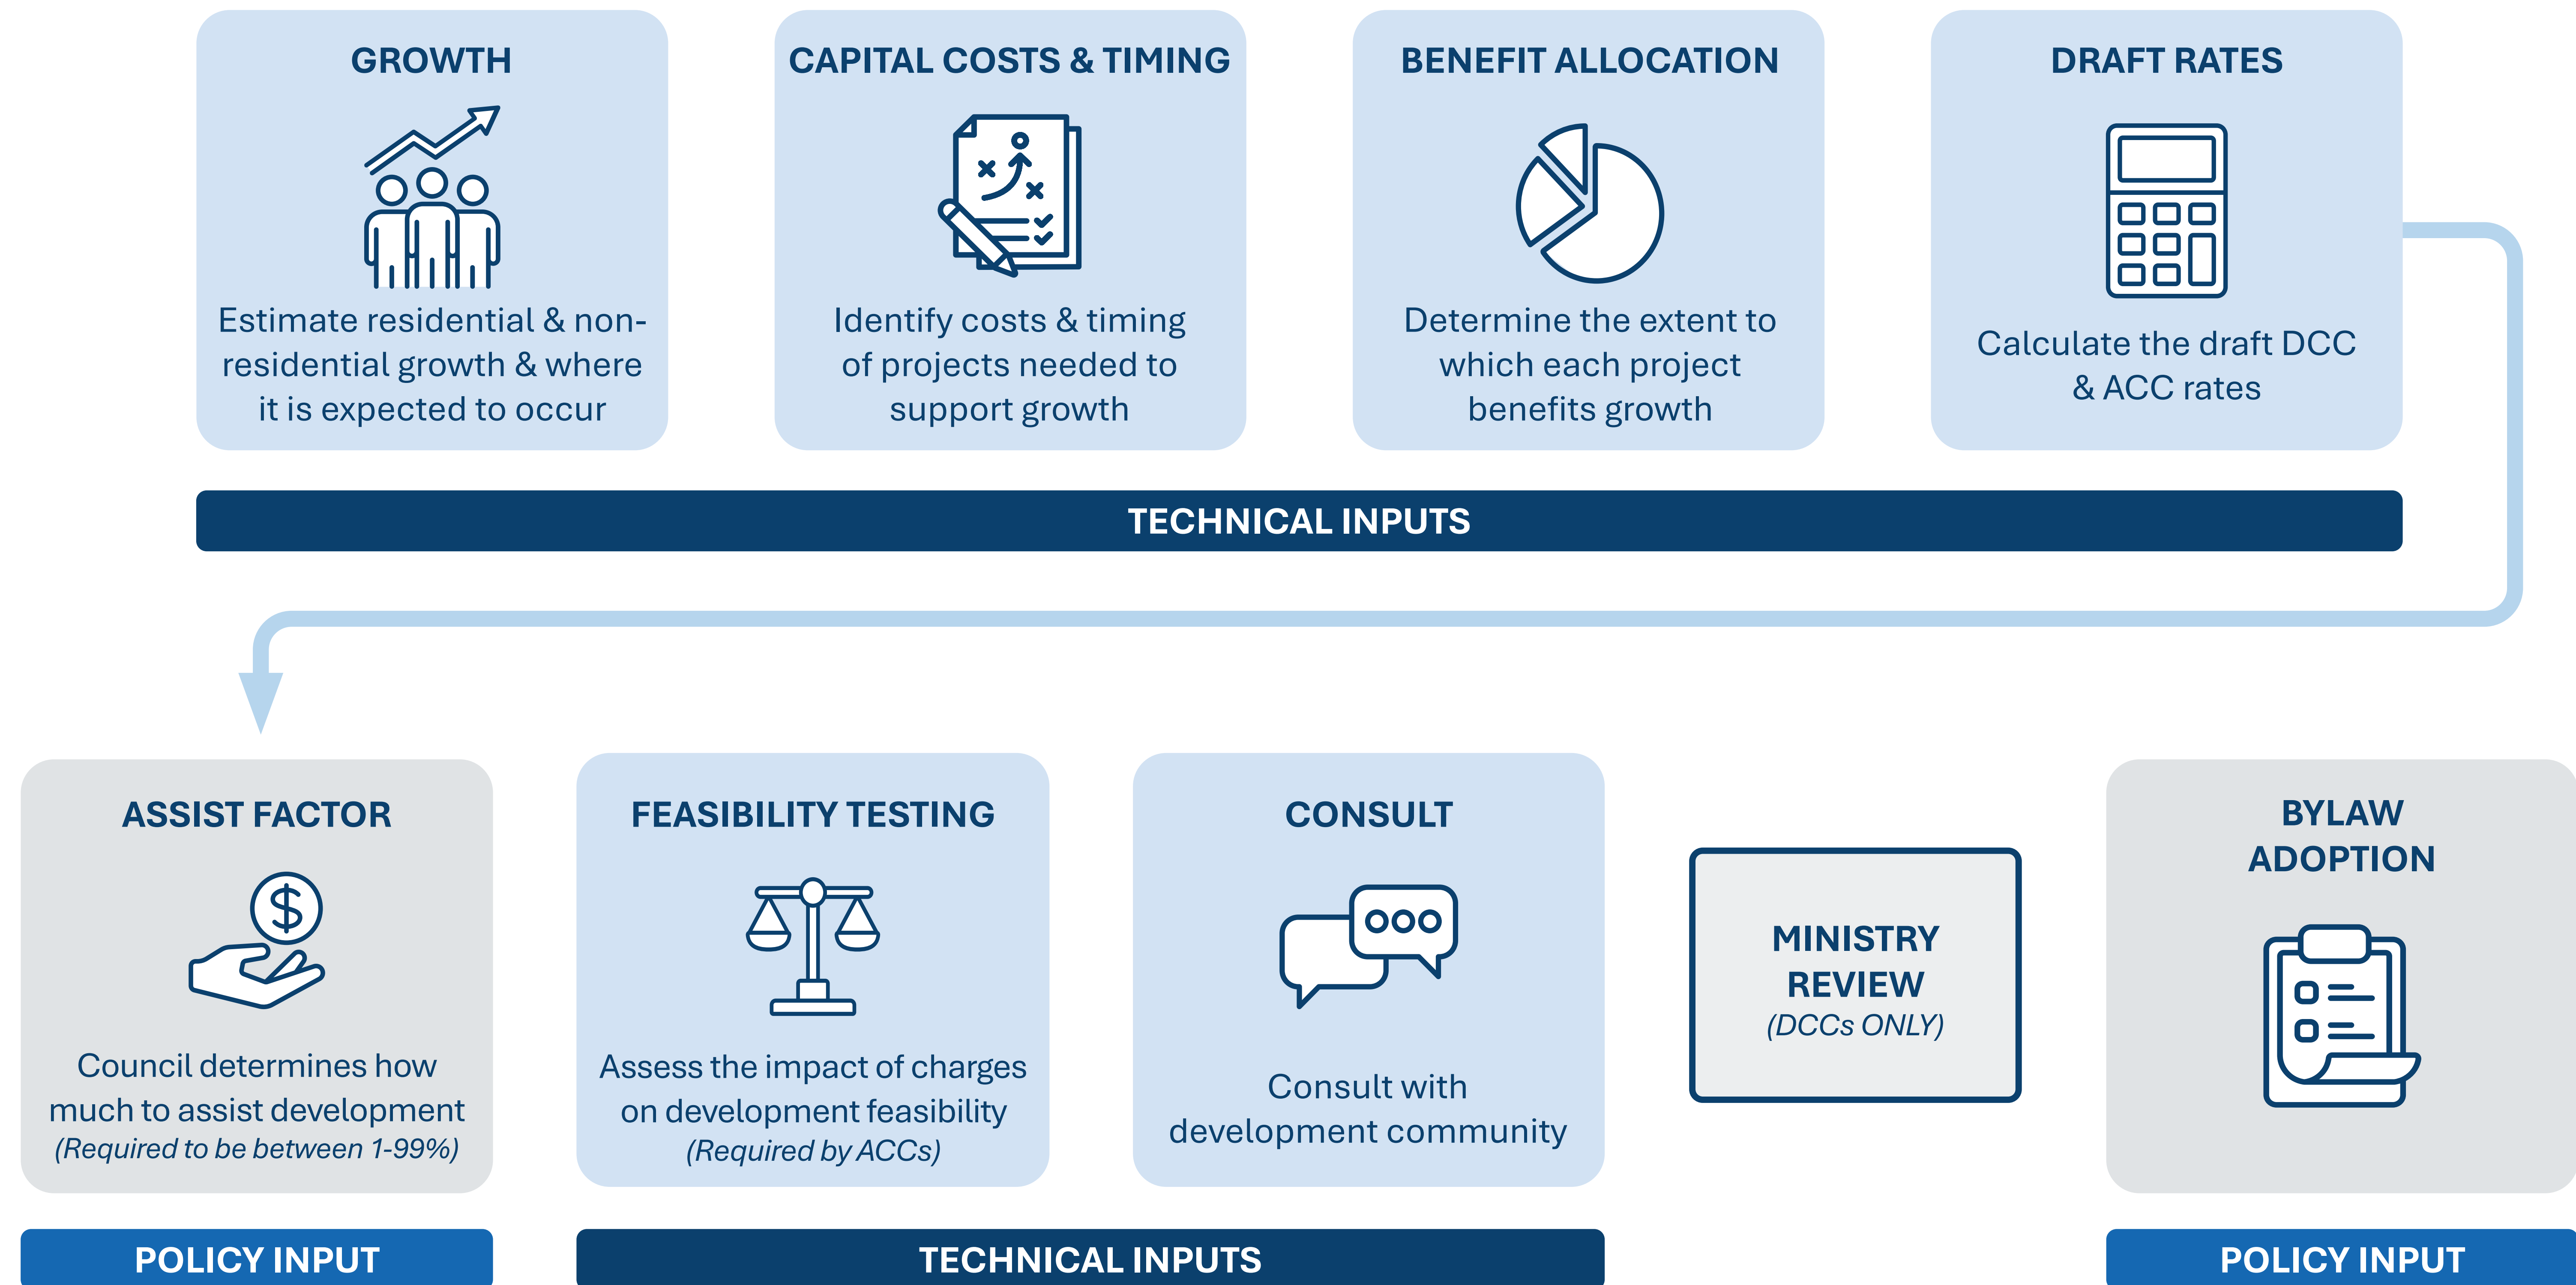 GROWTH
Estimate residential & non-
residential growth & where
it is expected to occur
CAPITAL COSTS & TIMING
Identify costs & timing
of projects needed to
support growth
BENEFIT ALLOCATION
Determine the extent to
which each project
benefits growth
DRAFT RATES
Calculate the draft DCC
& ACC rates
TECHNICAL INPUTS
ASSIST FACTOR
$
Council determines how
much to assist development
(Required to be between 1-99%)
POLICY INPUT
FEASIBILITY TESTING
Assess the impact of charges
on development feasibility
(Required by ACCs)
CONSULT
Consult with
development community
TECHNICAL INPUTS
MINISTRY
REVIEW
(DCCs ONLY)
BYLAW
ADOPTION
POLICY INPUT